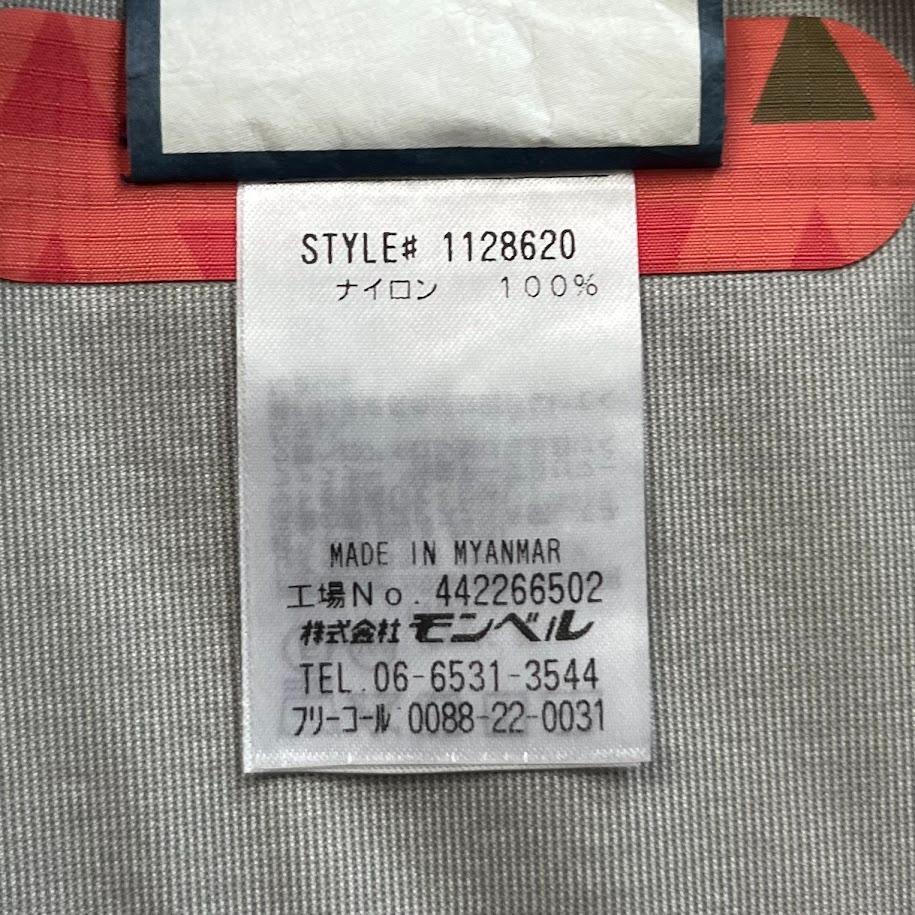 STYLE# 1128620
ナイロン 100%
MADE IN MYANMAR
工場No. 442266502
株式会社 モンベル
TEL.06-6531-3544
フリーコール 0088-22-0031